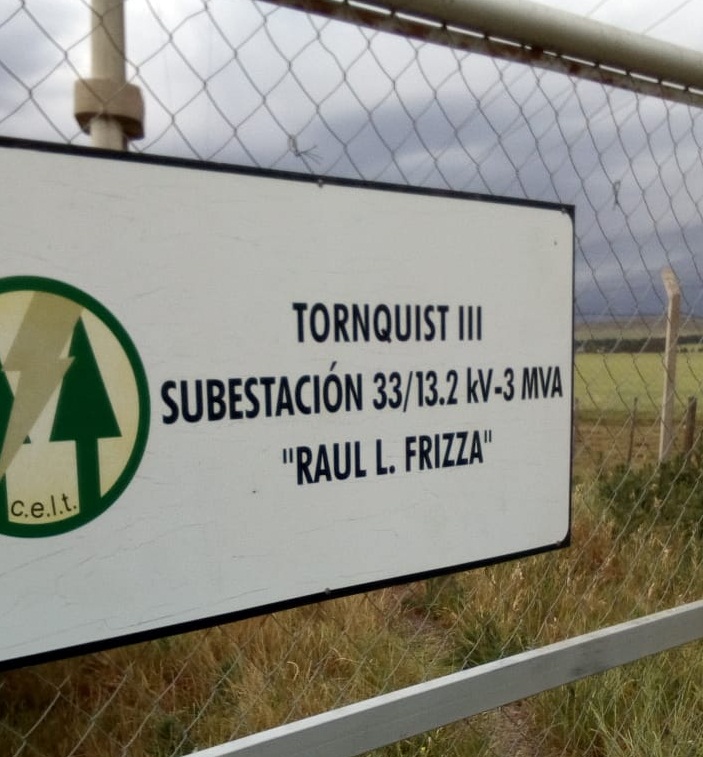 TORNQUIST III
SUBESTACIÓN 33/13.2 kV-3 MVA
"RAUL L. FRIZZA"
c.e.l.t.